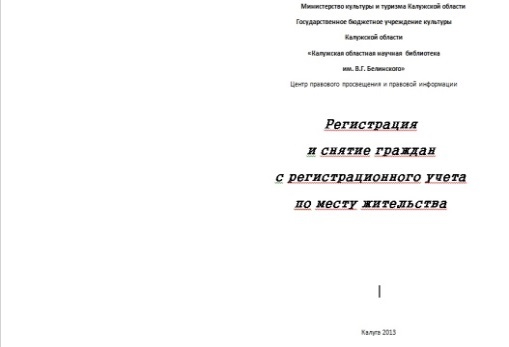 Министерство культуры и туризма Калужской области
Государственное бюджетное учреждение культуры
Калужской области
«Калужская областная научная библиотека
им. В.Г. Белинского»
Центр правового просвещения и правовой информации
Регистрация
и снятие граждан
с регистрационного учета
по месту жительства
Калуга 2013